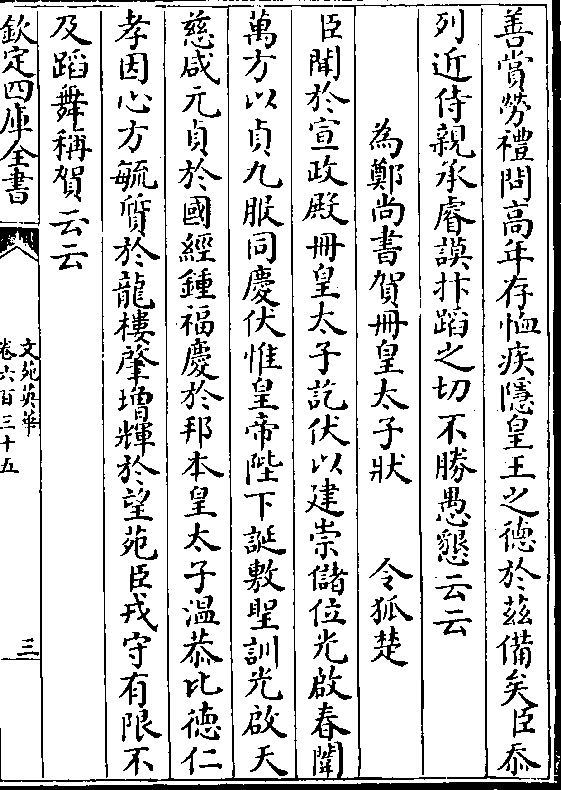 善賞勞禮問高年存恤疾隱皇王之德於兹備矣臣忝
列近侍親承睿謨抃蹈之切不勝愚懇云云
為鄭尚書賀冊皇太子狀　令狐楚
臣聞於宣政殿冊皇太子訖伏以建崇儲位光啟春闈
萬方以貞九服同慶伏惟皇帝陛下誕敷聖訓光啟天
慈咸元貞於國經鍾福慶於邦本皇太子温恭比德仁
孝因心方毓質於龍樓肇增輝於望苑臣戎守有限不
及蹈舞稱賀云云
欽定四庫全書
文苑英華
卷六百三十五
三